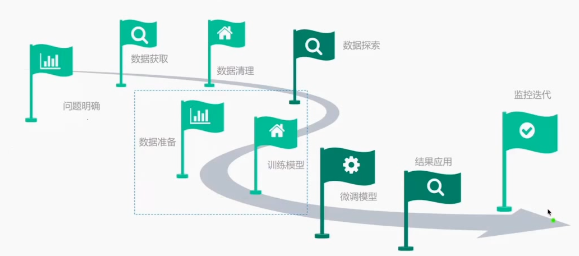 问题明确
数据获取
数据清理
数据探索
数据准备
训练模型
微调模型
结果应用
监控迭代